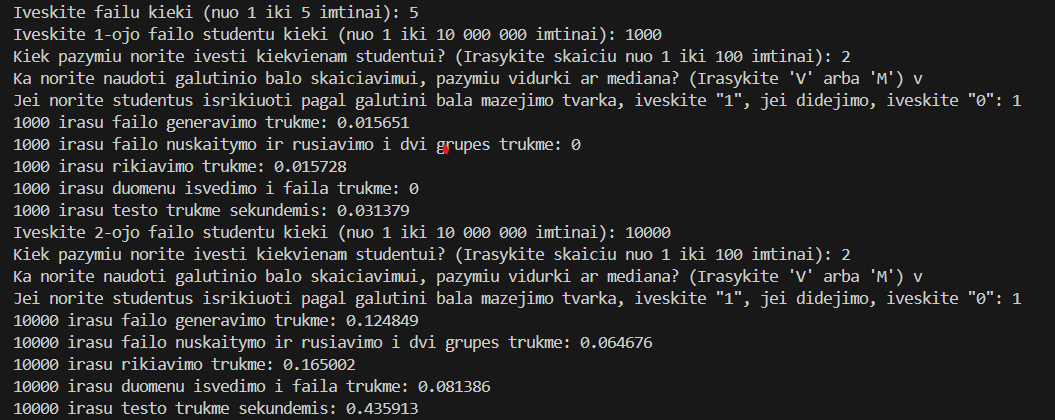 Iveskite failu kieki (nuo 1 iki 5 imtinai): 5
Iveskite 1-ojo failo studentu kieki (nuo 1 iki 10 000 000 imtinai): 1000
Kiek pazymiu norite ivesti kiekvienam studentui? (Irasykite skaiciu nuo 1 iki 100 imtinai): 2
Ka norite naudoti galutinio balo skaiciavimui, pazymiu vidurki ar mediana? (Irasykite 'V' arba 'M') v
Jei norite studentus isrikiuoti pagal galutini bala mazejimo tvarka, iveskite "1", jei didejimo, iveskite "0": 1
1000 irasu failo generavimo trukme: 0.015651
1000 irasu failo nuskaitymo ir rusiavimo i dvi grupes trukme: 0
1000 irasu rikiavimo trukme: 0.015728
1000 irasu duomenu isvedimo i faila trukme: 0
1000 irasu testo trukme sekundemis: 0.031379
Iveskite 2-ojo failo studentu kieki (nuo 1 iki 10 000 000 imtinai): 10000
Kiek pazymiu norite ivesti kiekvienam studentui? (Irasykite skaiciu nuo 1 iki 100 imtinai): 2
Ka norite naudoti galutinio balo skaiciavimui, pazymiu vidurki ar mediana? (Irasykite 'V' arba 'M') v
Jei norite studentus isrikiuoti pagal galutini bala mazejimo tvarka, iveskite "1", jei didejimo, iveskite "0": 1
10000 irasu failo generavimo trukme: 0.124849
10000 irasu failo nuskaitymo ir rusiavimo i dvi grupes trukme: 0.064676
10000 irasu rikiavimo trukme: 0.165002
10000 irasu duomenu isvedimo i faila trukme: 0.081386
10000 irasu testo trukme sekundemis: 0.435913